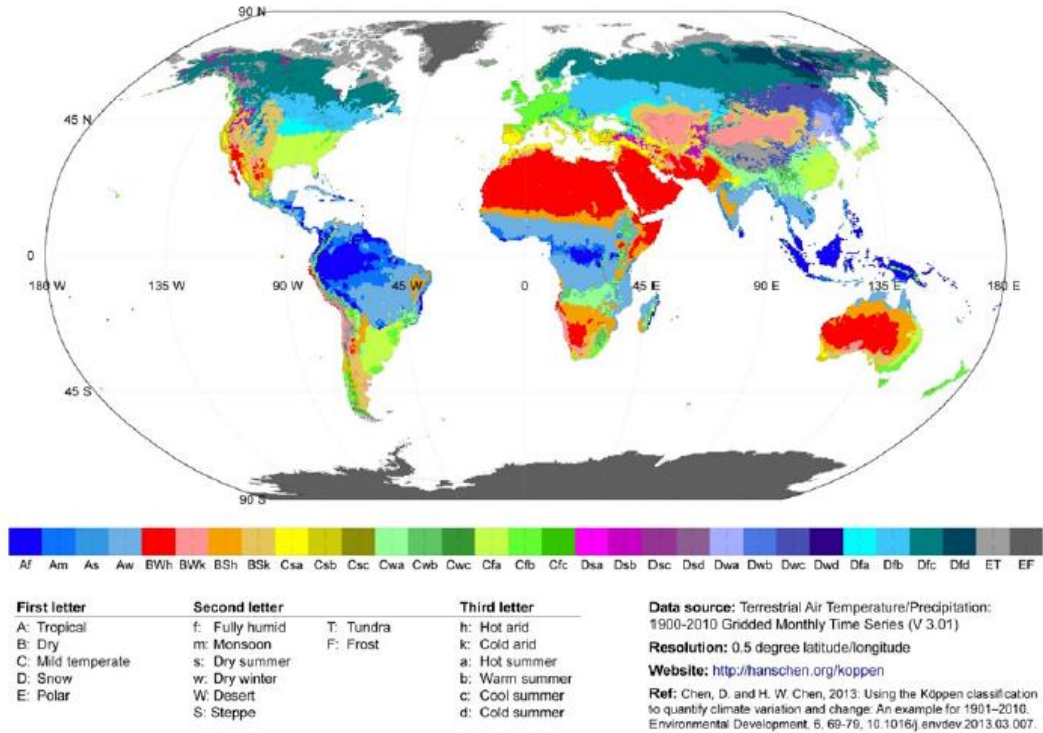 90 N
45 N
0
180 W
135 W
90 W
45 W
0
45 E
90 E
135 E
180 E
45 S
90 S
Af Am As Aw BWh BWk BSh BSk Csa Csb Csc Cwa Cwb Cwc Cfa Cfb Cfc Dsa Dsb Dsc Dsd Dwa Dwb Dwc Dwd Dfa Dfb Dfc Dfd ET EF
First letter
A: Tropical
B: Dry
C: Mild temperate
D: Snow
E: Polar
Second letter
f: Fully humid
m: Monsoon
s: Dry summer
w: Dry winter
W: Desert
S: Steppe
T: Tundra
F: Frost
Third letter
h: Hot arid
k: Cold arid
a: Hot summer
b: Warm summer
c: Cool summer
d: Cold summer
Data source: Terrestrial Air Temperature/Precipitation:
1900-2010 Gridded Monthly Time Series (V 3.01)
Resolution: 0.5 degree latitude/longitude
Website: http://hanschen.org/koppen
Ref: Chen, D. and H. W. Chen, 2013: Using the Köppen classification
to quantify climate variation and change: An example for 1901–2010.
Environmental Development, 6, 69-79, 10.1016/j.envdev.2013.03.007.